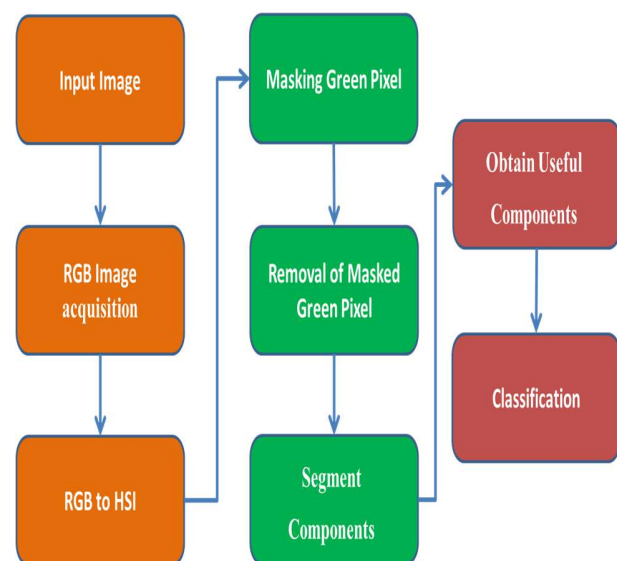 Input Image
RGB Image
acquisition
RGB to HSI
Masking Green Pixel
Removal of Masked
Green Pixel
Segment
Components
Obtain Useful
Components
Classification